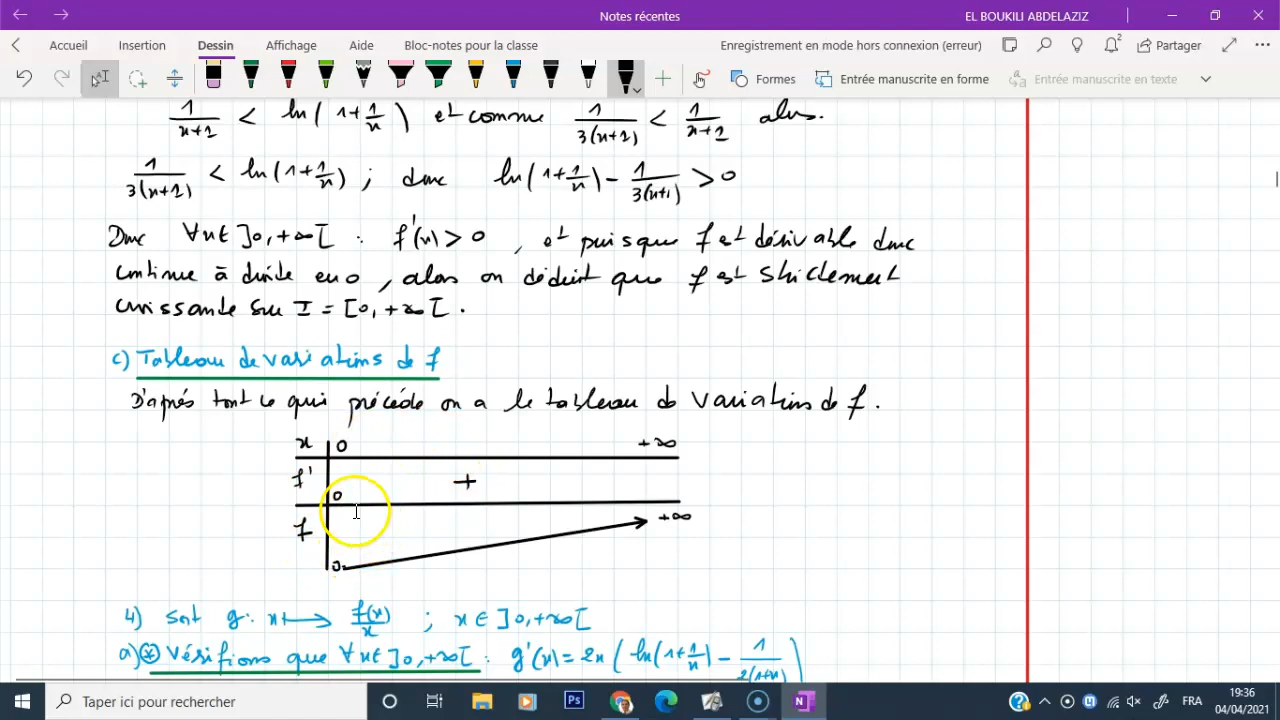 Notes récentes
EL BOUKILI ABDELAZIZ
Accueil Insertion Dessin Affichage Aide Bloc-notes pour la classe Enregistrement en mode hors connexion (erreur) Partager
Formes Entrée manuscrite en forme Entrée manuscrite en texte
1/(x+1) < ln(1+1/x) et comme 1/3(x+1) < 1/(x+1) alors.
1/3(x+1) < ln(1+1/x) ; donc ln(1+1/x) - 1/3(x+1) > 0
Donc ∀x∈]0,+∞[ : f'(x) > 0 , et puisque f est dérivable donc
continue à droite en 0 , alors on déduit que f est strictement
croissante sur I = [0,+∞[ .
c) Tableau de variations de f
D'après tout ce qui précède on a le tableau de variations de f .
x 0 +∞
f' 0 +
f 0 +∞
4) soit g: x ⟼ f(x)/x ; x ∈ ]0,+∞[
a) * Vérifions que ∀x∈]0,+∞[ : g'(x) = 2x (ln(1+1/x) - 1/2(1+x))
Taper ici pour rechercher
FRA
19:36
04/04/2021